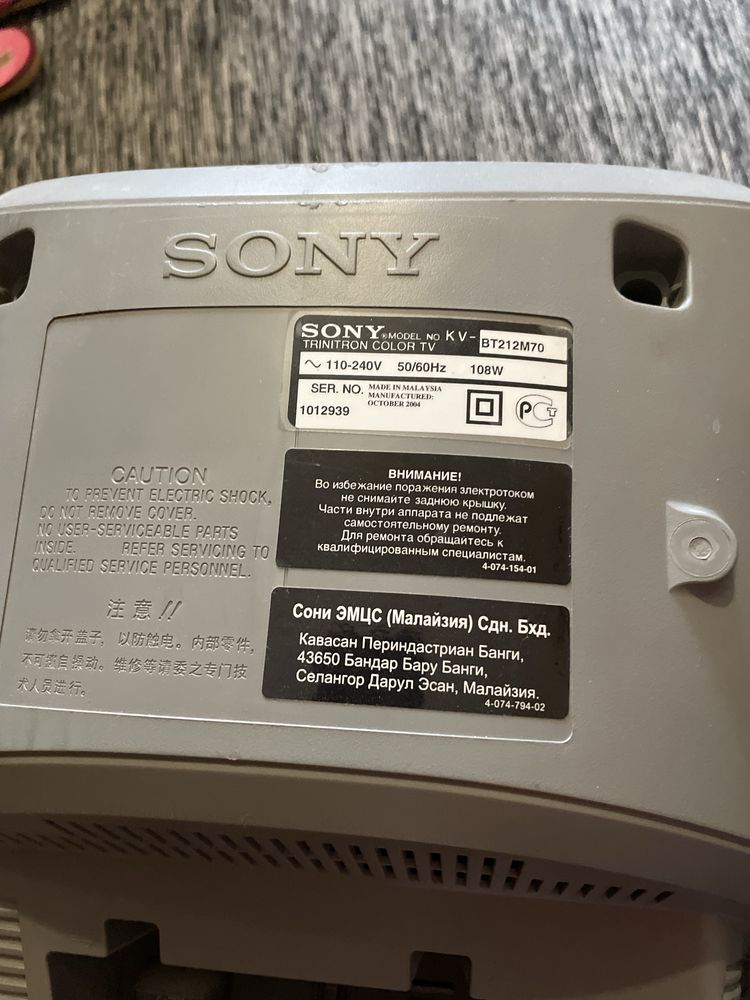 SONY
SONY® MODEL NO KV-BT212M70
TRINITRON COLOR TV
~ 110-240V 50/60Hz 108W
SER. NO. MADE IN MALAYSIA
MANUFACTURED:
OCTOBER 2004
1012939
PCT
CAUTION
TO PREVENT ELECTRIC SHOCK,
DO NOT REMOVE COVER.
NO USER-SERVICEABLE PARTS
INSIDE. REFER SERVICING TO
QUALIFIED SERVICE PERSONNEL.
注意!!
请勿伞开盖子, 以防触电。内部零件,
不可擅自操动。维修等请委之专门技
术人员进行。
ВНИМАНИЕ!
Во избежание поражения злектротоком
не снимайте заднюю крышку.
Части внутри аппарата не подлежат
самостоятельному ремонту.
Для ремонта обращайтесь к
квалифицированным специалистам.
4-074-154-01
Сони ЭМЦС (Малайзия) Сдн. Бхд.
Кавасан Периндастриан Банги,
43650 Бандар Бару Банги,
Селангор Дарул Эсан, Малайзия.
4-074-794-02